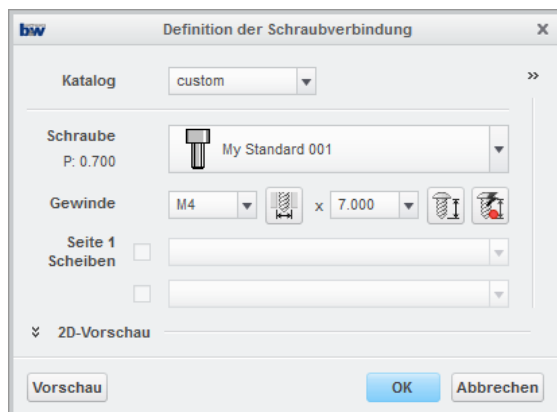 bw Definition der Schraubverbindung X
Katalog custom »
Schraube My Standard 001
P: 0.700
Gewinde M4 x 7.000
Seite 1
Scheiben
2D-Vorschau
Vorschau OK Abbrechen